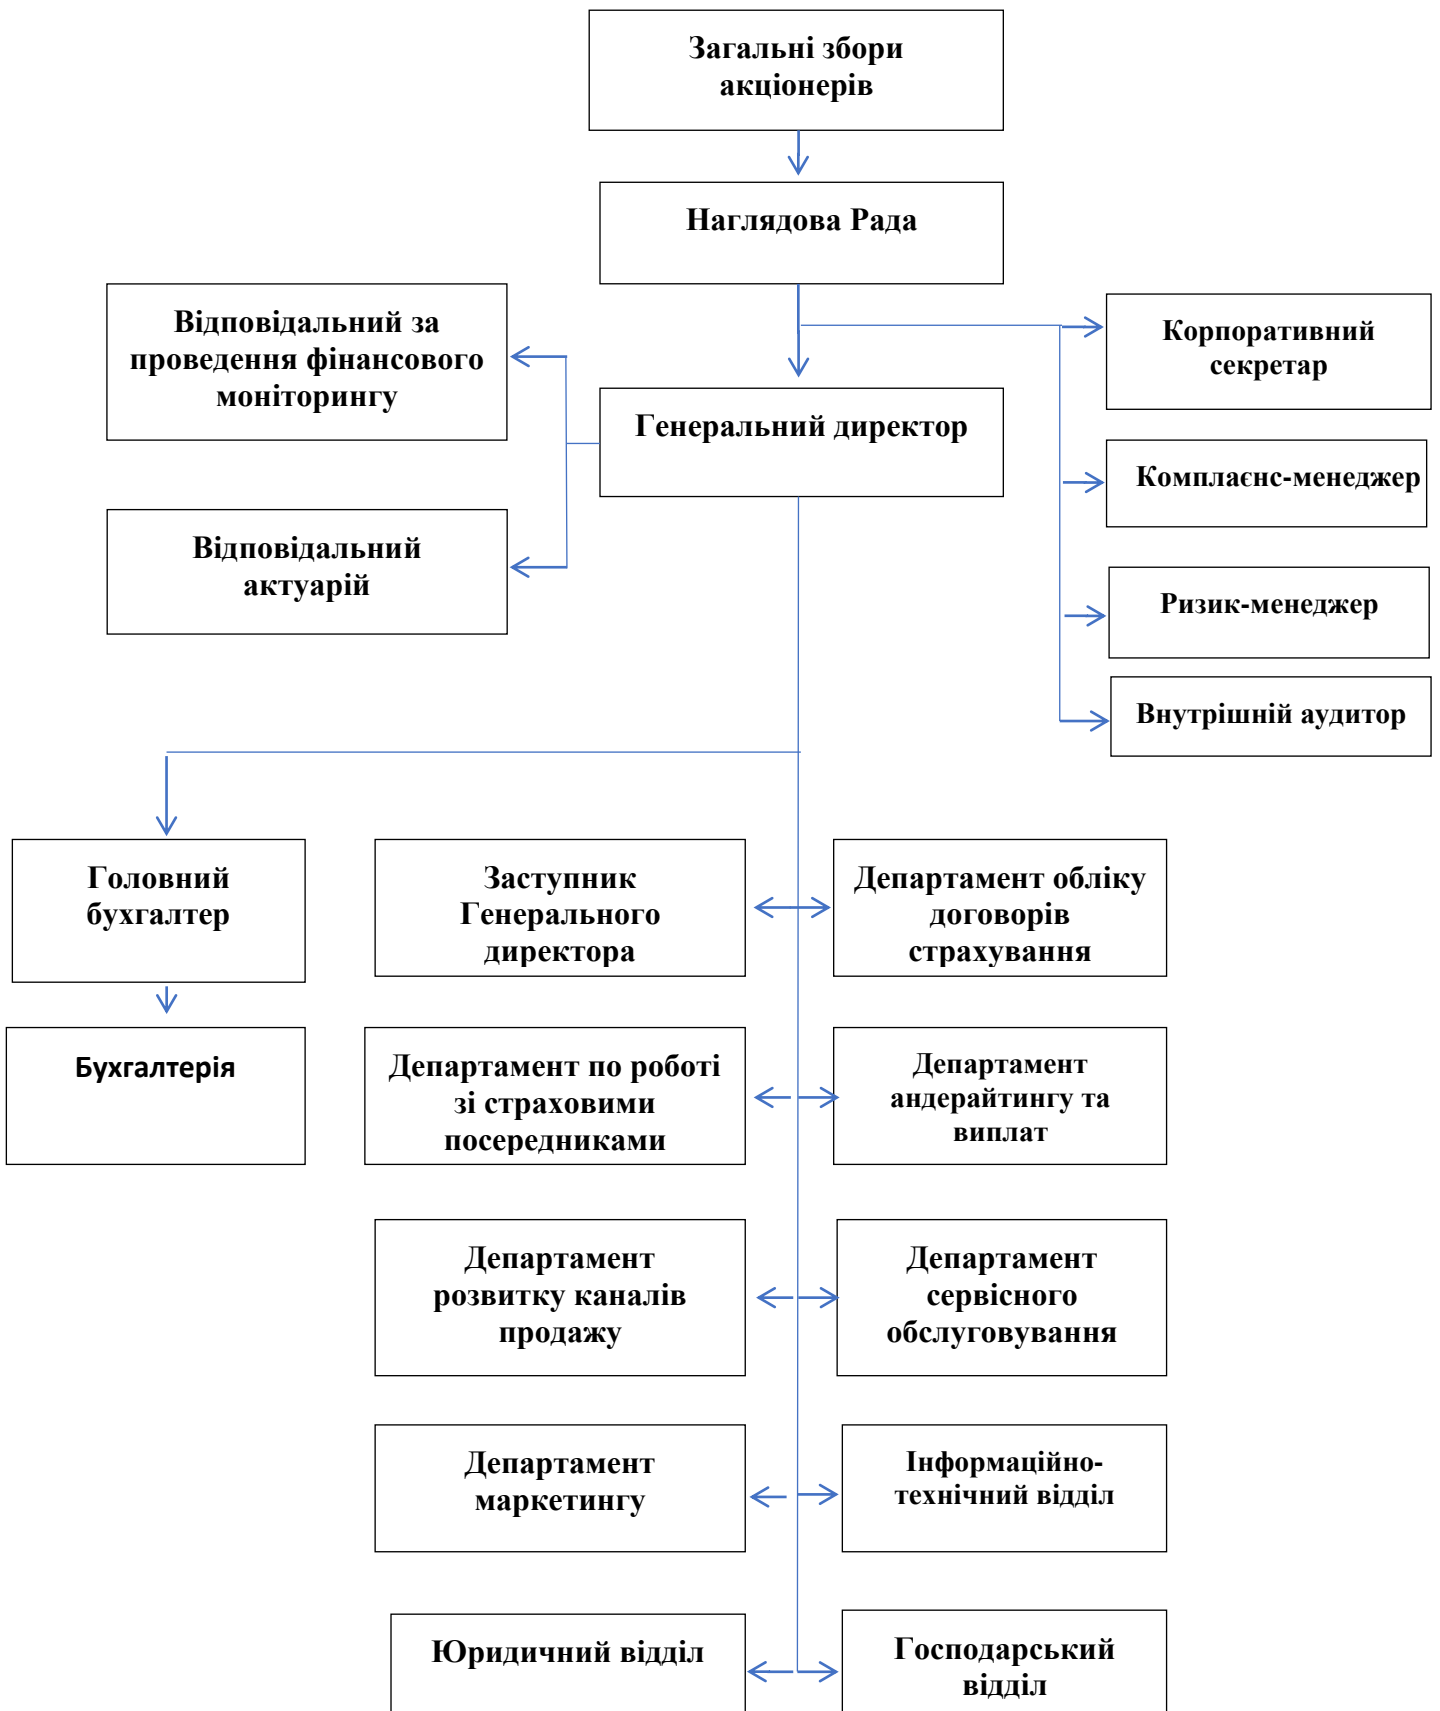 Загальні збори
акціонерів
Наглядова Рада
Відповідальний за
проведення фінансового
моніторингу
Корпоративний
секретар
Генеральний директор
Комплаєнс-менеджер
Відповідальний
актуарій
Ризик-менеджер
Внутрішній аудитор
Головний
бухгалтер
Заступник
Генерального
директора
Департамент обліку
договорів
страхування
Бухгалтерія
Департамент по роботі
зі страховими
посередниками
Департамент
андерайтингу та
виплат
Департамент
розвитку каналів
продажу
Департамент
сервісного
обслуговування
Департамент
маркетингу
Інформаційно-
технічний відділ
Юридичний відділ
Господарський
відділ